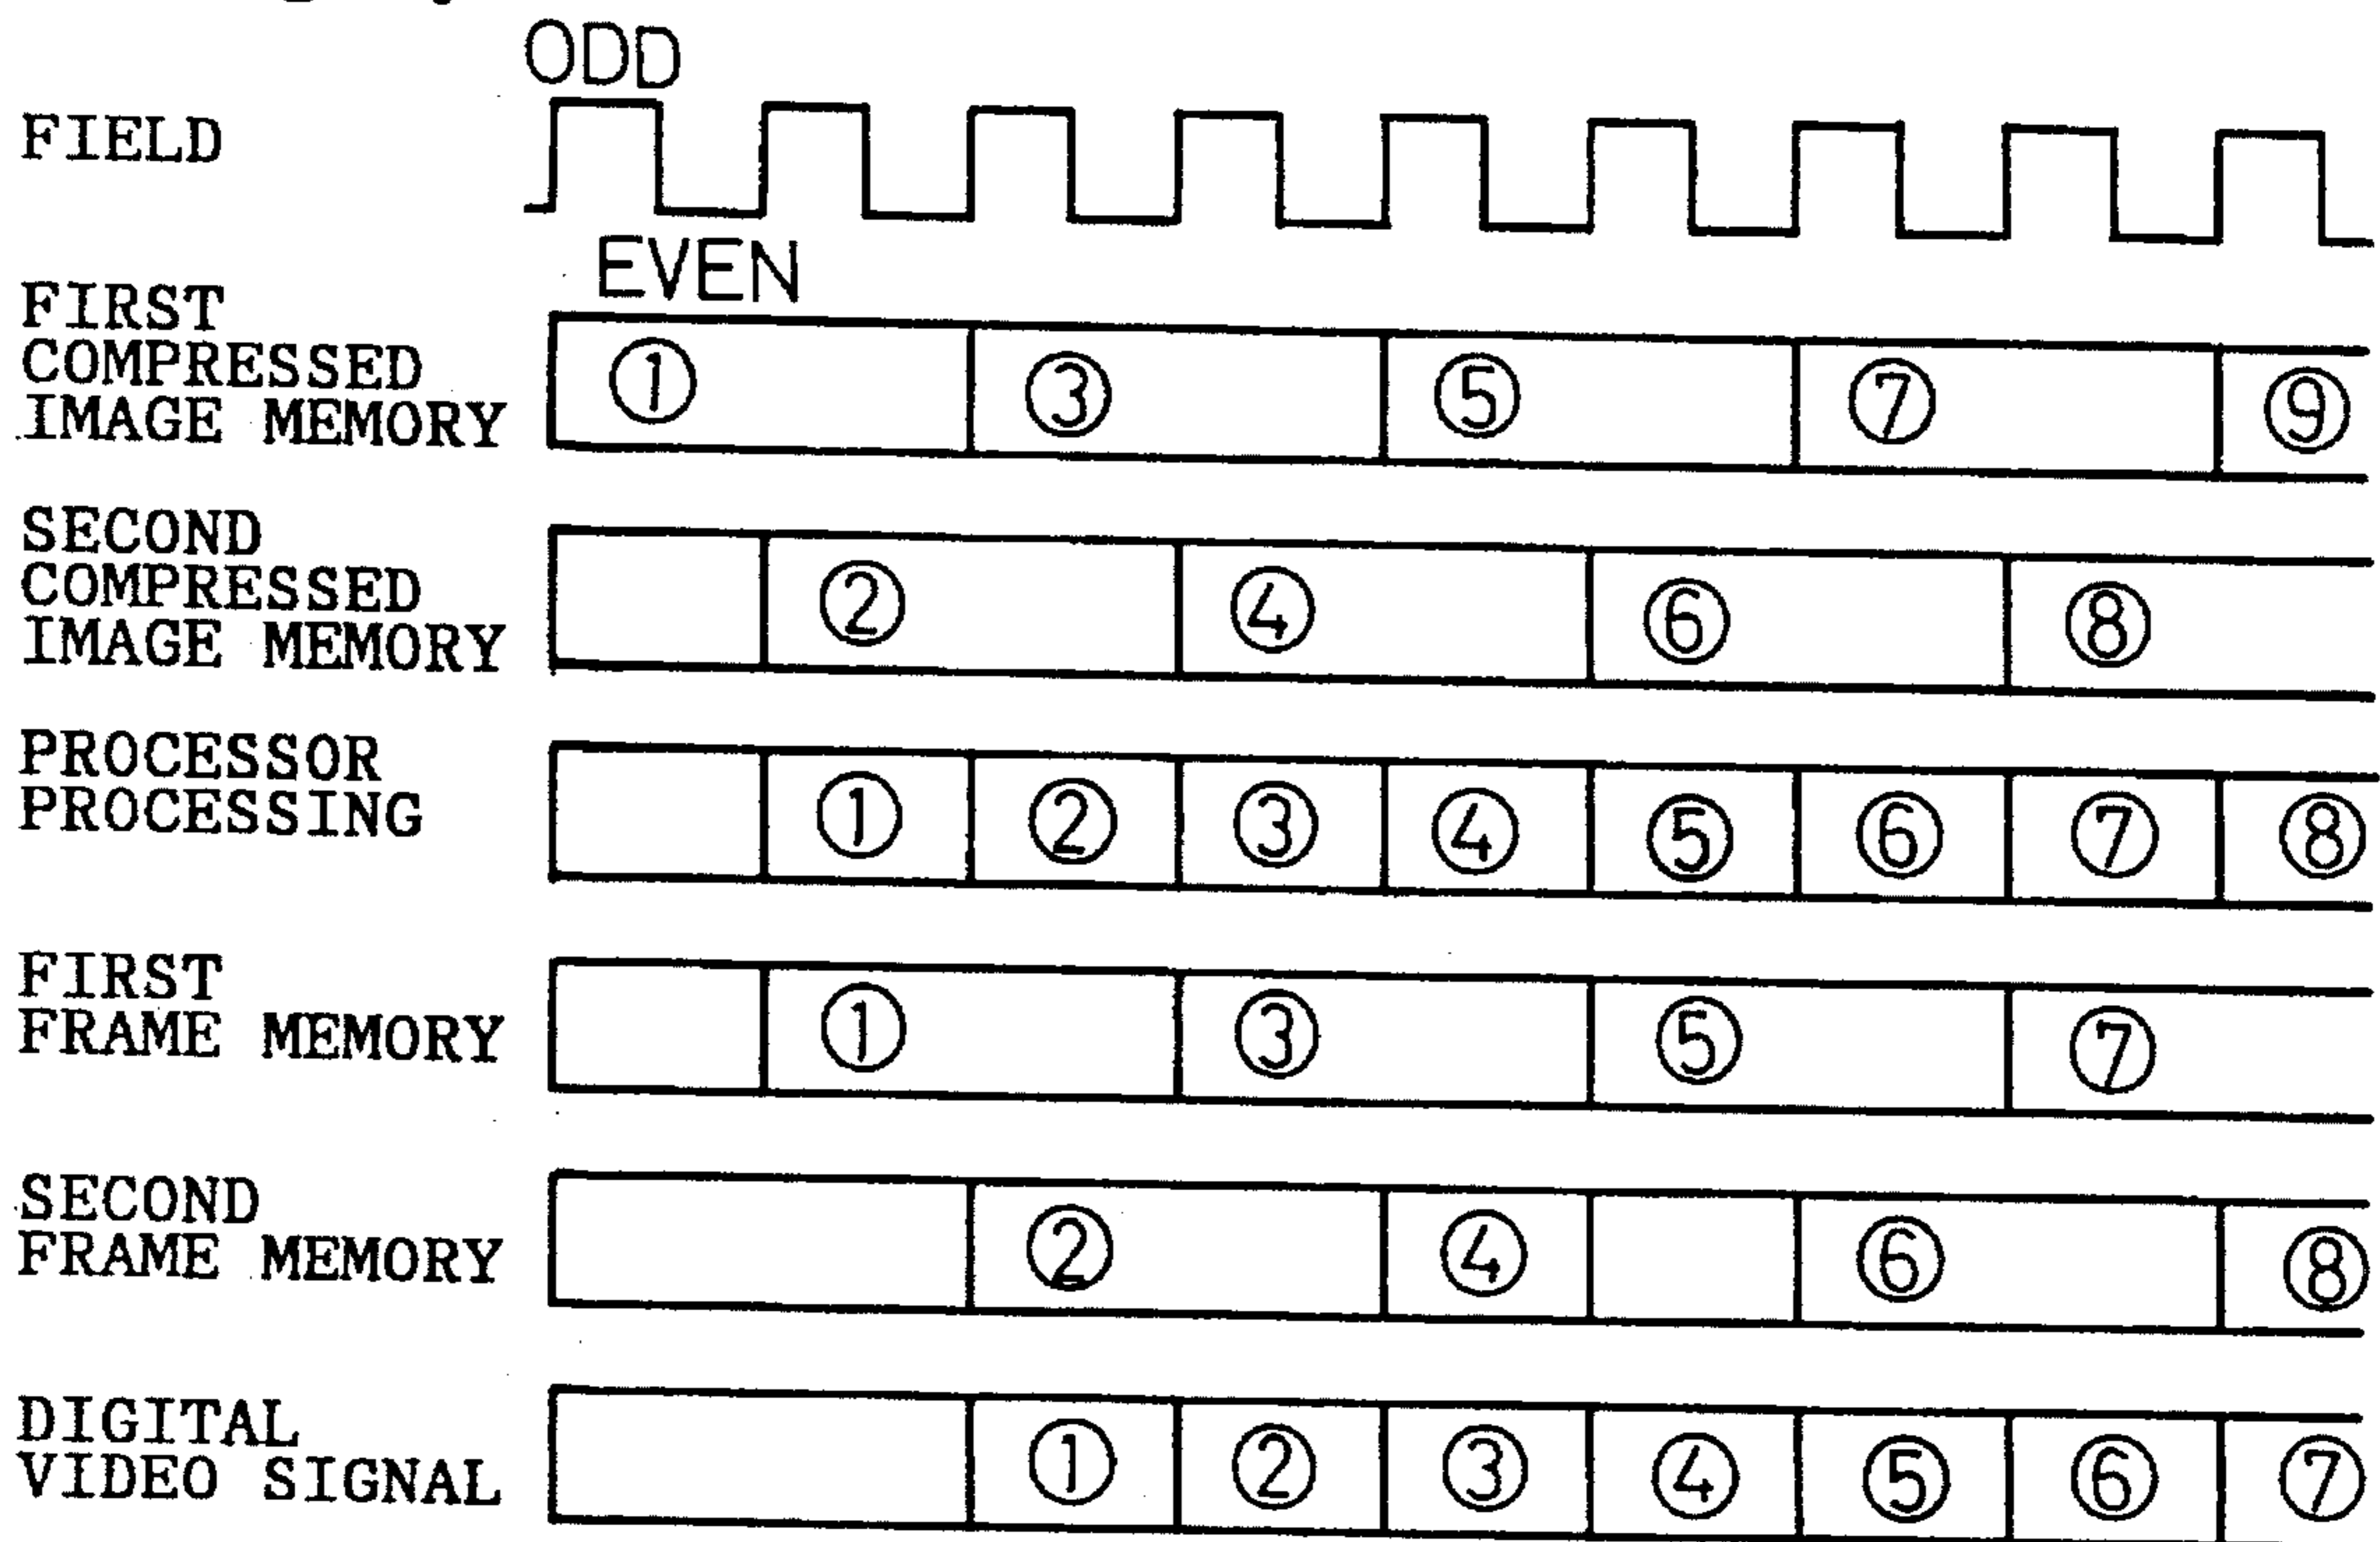 ODD
FIELD
EVEN
FIRST
COMPRESSED
IMAGE MEMORY
① ③ ⑤ ⑦ ⑨
SECOND
COMPRESSED
IMAGE MEMORY
② ④ ⑥ ⑧
PROCESSOR
PROCESSING
① ② ③ ④ ⑤ ⑥ ⑦ ⑧
FIRST
FRAME MEMORY
① ③ ⑤ ⑦
SECOND
FRAME MEMORY
② ④ ⑥ ⑧
DIGITAL
VIDEO SIGNAL
① ② ③ ④ ⑤ ⑥ ⑦